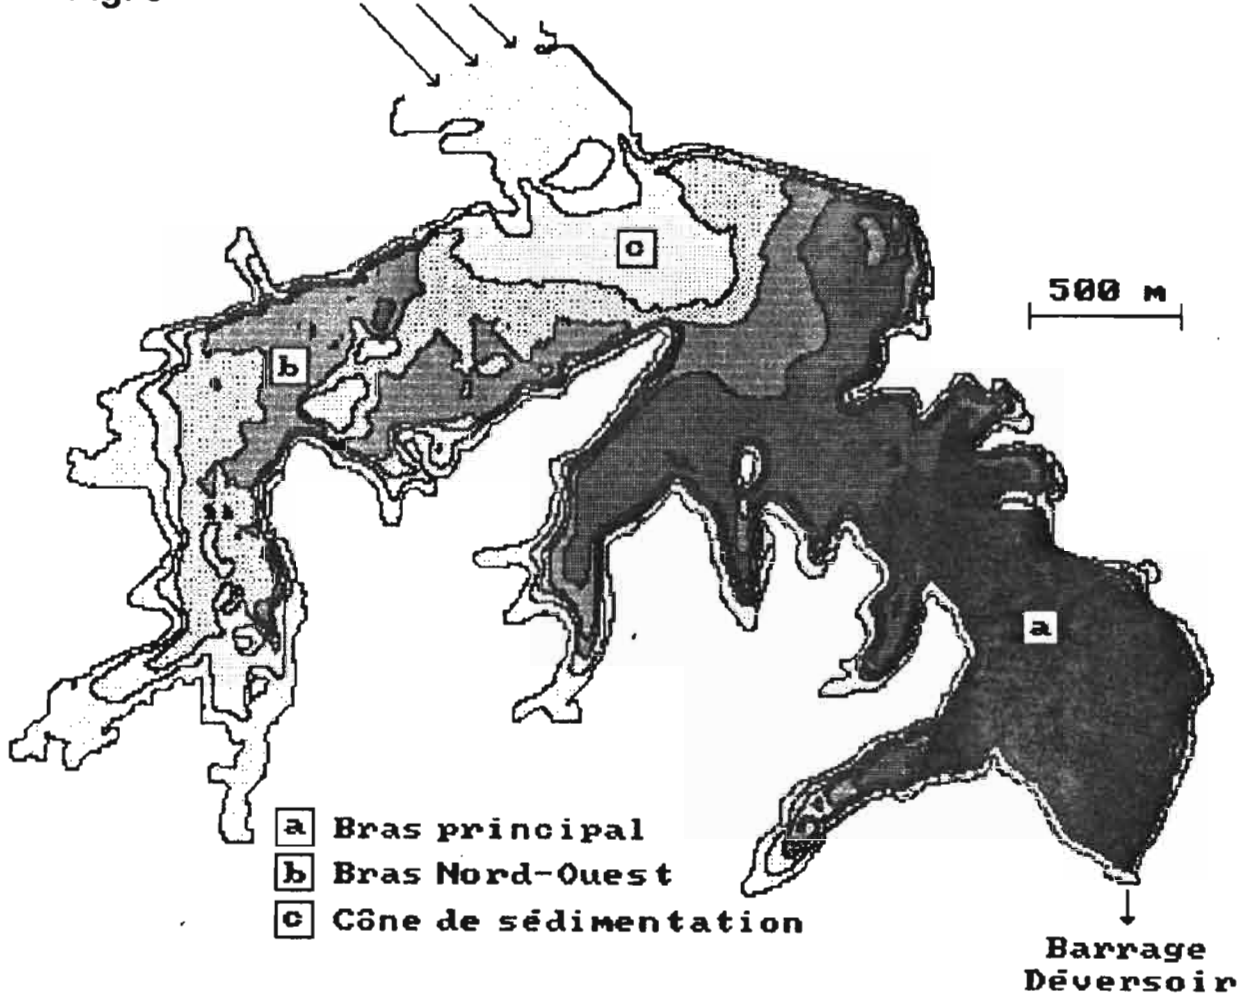 c
500 m
b
a
a Bras principal
b Bras Nord-Ouest
c Cône de sédimentation
Barrage
Déversoir